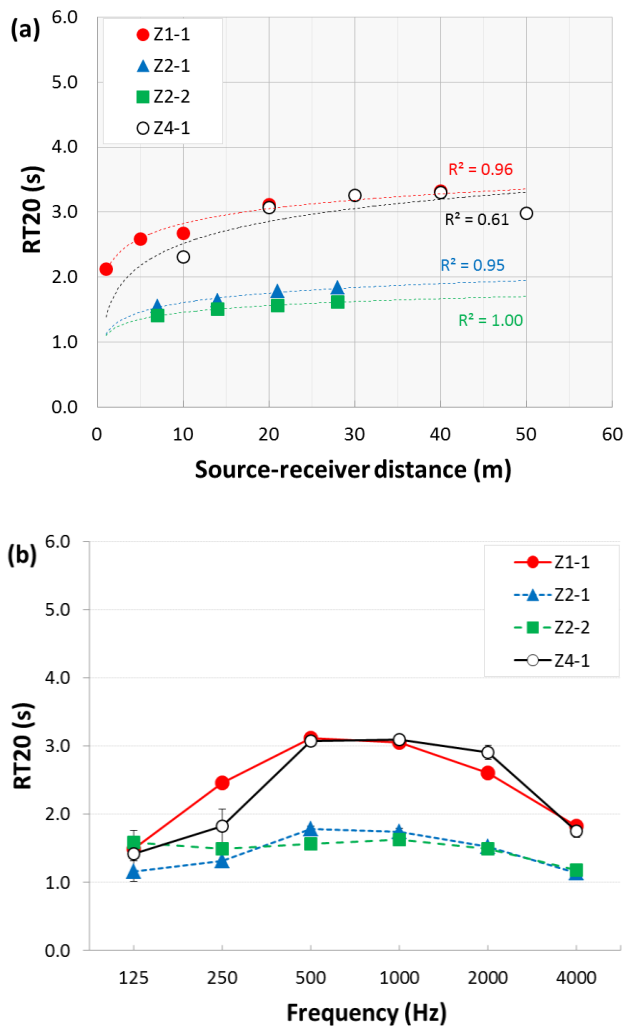 (a)
6.0
5.0
4.0
3.0
2.0
1.0
0.0
RT20 (s)
Z1-1
Z2-1
Z2-2
Z4-1
R² = 0.96
R² = 0.61
R² = 0.95
R² = 1.00
0 10 20 30 40 50 60
Source-receiver distance (m)
(b)
6.0
5.0
4.0
3.0
2.0
1.0
0.0
RT20 (s)
Z1-1
Z2-1
Z2-2
Z4-1
125 250 500 1000 2000 4000
Frequency (Hz)